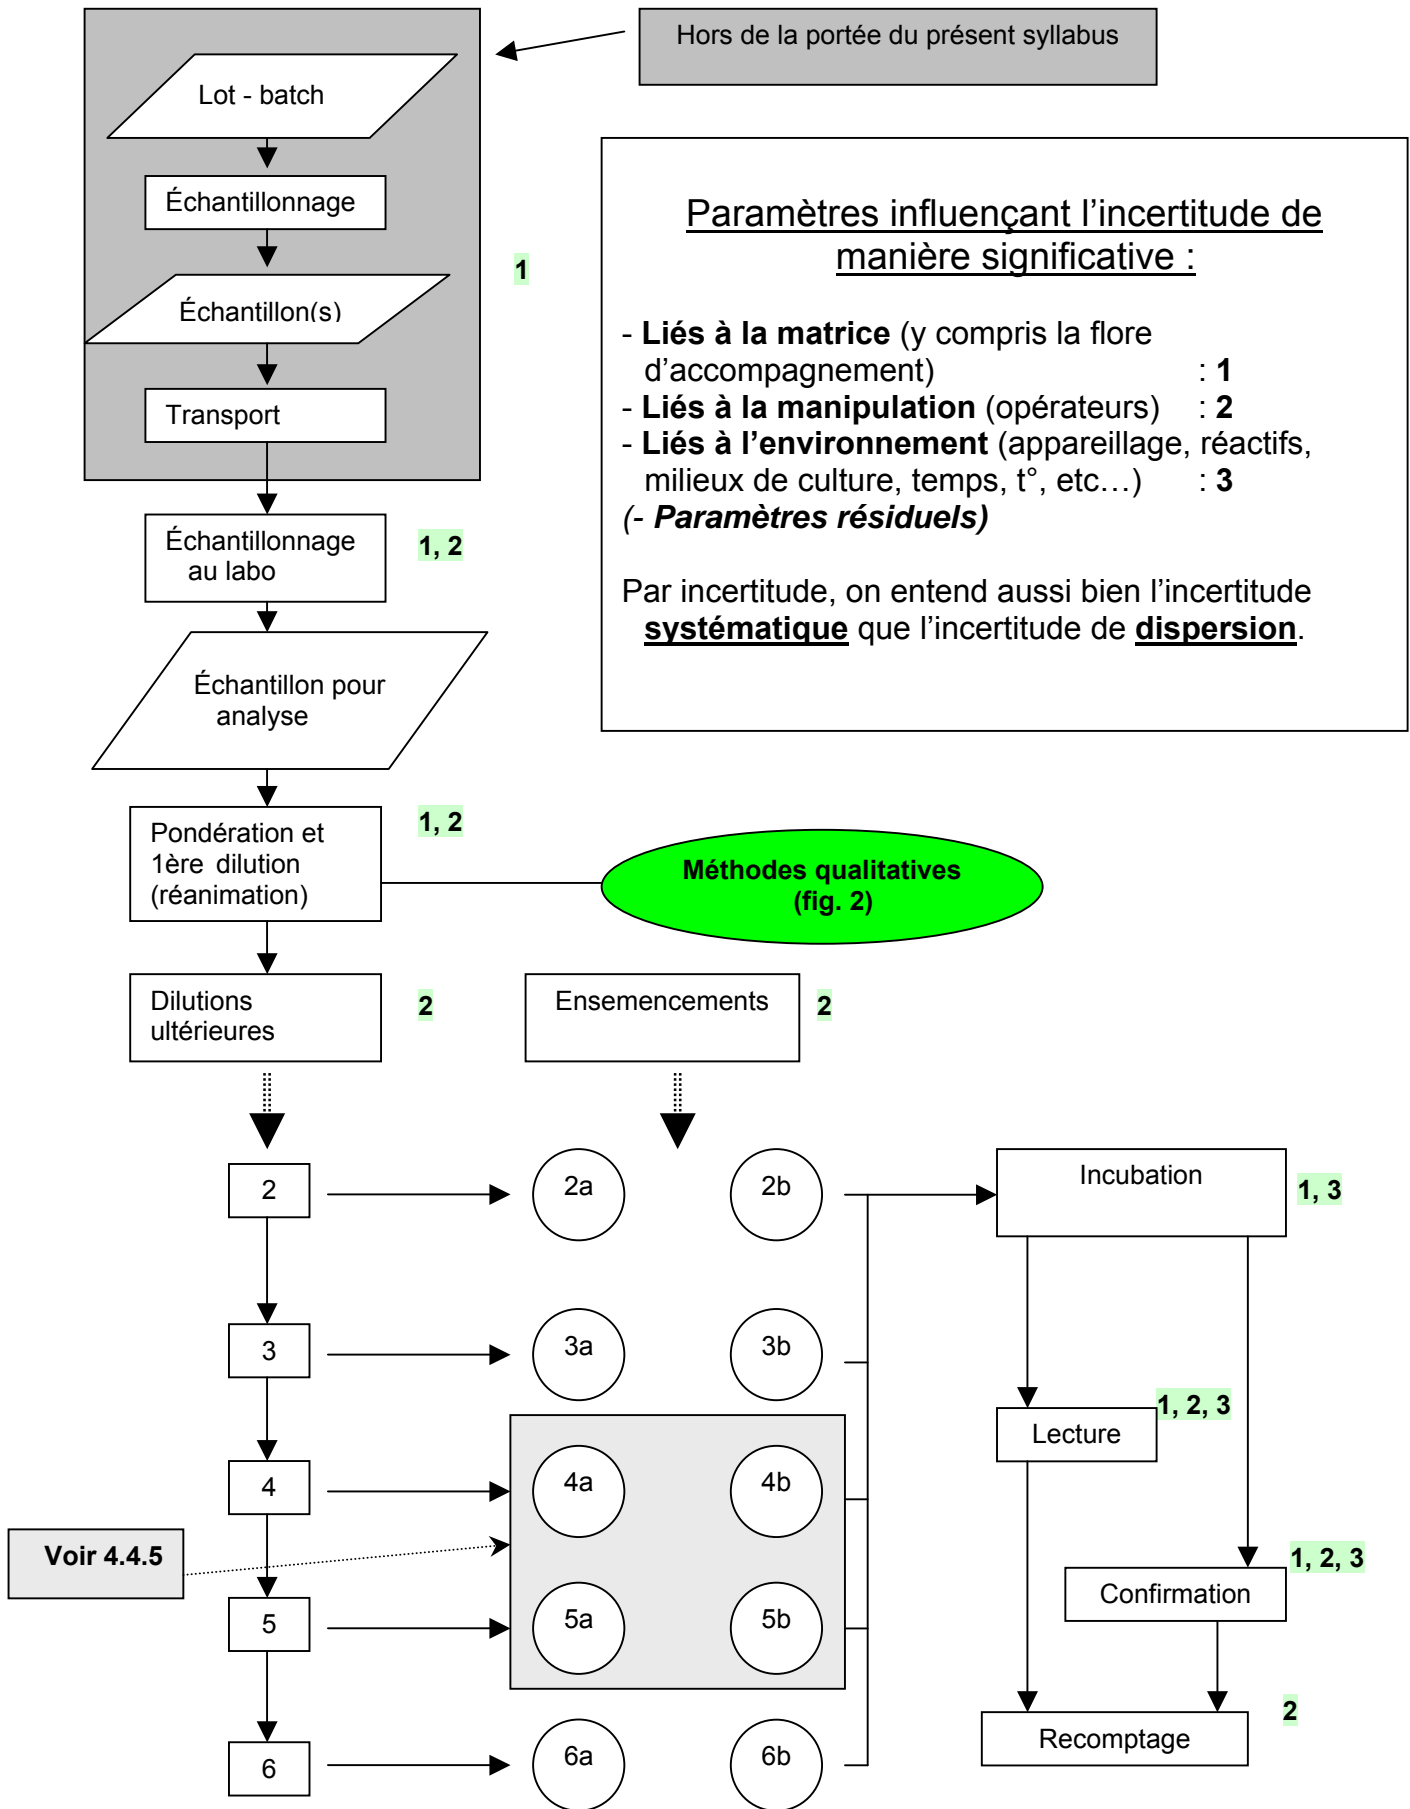 Hors de la portée du présent syllabus
Lot - batch
Échantillonnage
1
Échantillon(s)
Transport
Paramètres influençant l’incertitude de
manière significative :
- Liés à la matrice (y compris la flore
d’accompagnement) : 1
- Liés à la manipulation (opérateurs) : 2
- Liés à l’environnement (appareillage, réactifs,
milieux de culture, temps, t°, etc…) : 3
(- Paramètres résiduels)
Par incertitude, on entend aussi bien l’incertitude
systématique que l’incertitude de dispersion.
Échantillonnage
au labo
1, 2
Échantillon pour
analyse
Pondération et
1ère dilution
(réanimation)
1, 2
Méthodes qualitatives
(fig. 2)
Dilutions
ultérieures
2
Ensemencements
2
2
2a
2b
Incubation
1, 3
3
3a
3b
1, 2, 3
Lecture
4
4a
4b
Voir 4.4.5
1, 2, 3
Confirmation
5
5a
5b
2
Recomptage
6
6a
6b